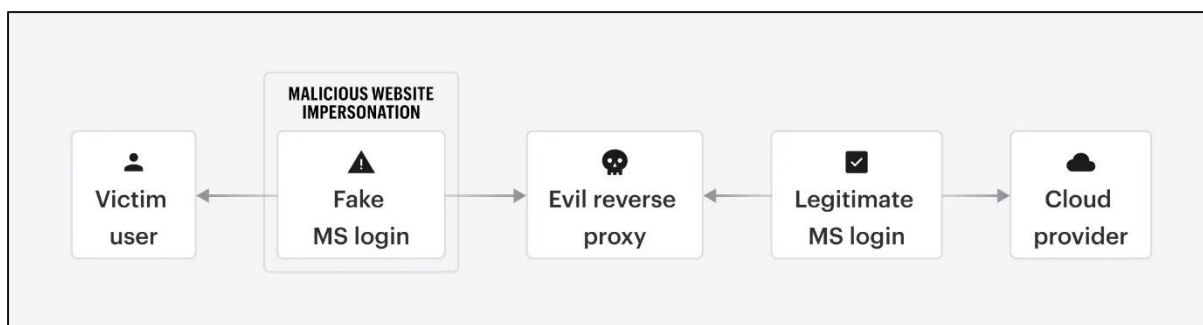 MALICIOUS WEBSITE
IMPERSONATION
Victim
user
Fake
MS login
Evil reverse
proxy
Legitimate
MS login
Cloud
provider